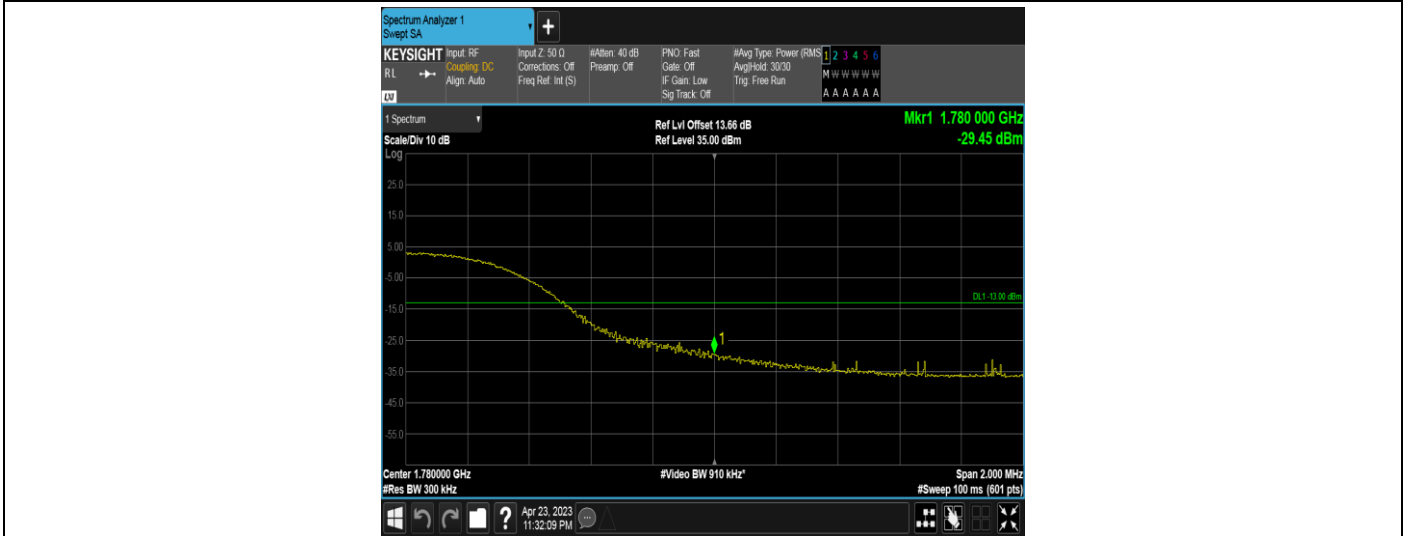 Spectrum Analyzer 1
Swept SA
+
KEYSIGHT Input: RF Input Z: 50 Ω #Atten: 40 dB PNO: Fast #Avg Type: Power (RMS 1 2 3 4 5 6
RL Coupling: DC Corrections: Off Preamp: Off Gate: Off Avg|Hold: 30/30 M W W W W W
Align: Auto Freq Ref: Int (S) IF Gain: Low Trig: Free Run
LXI Sig Track: Off A A A A A A
1 Spectrum Ref Lvl Offset 13.66 dB Mkr1 1.780 000 GHz
Scale/Div 10 dB Ref Level 35.00 dBm -29.45 dBm
Log
25.0
15.0
5.00
-5.00
DL1 -13.00 dBm
-15.0
1
-25.0
-35.0
-45.0
-55.0
Center 1.780000 GHz #Video BW 910 kHz* Span 2.000 MHz
#Res BW 300 kHz #Sweep 100 ms (601 pts)
? Apr 23, 2023
11:32:09 PM